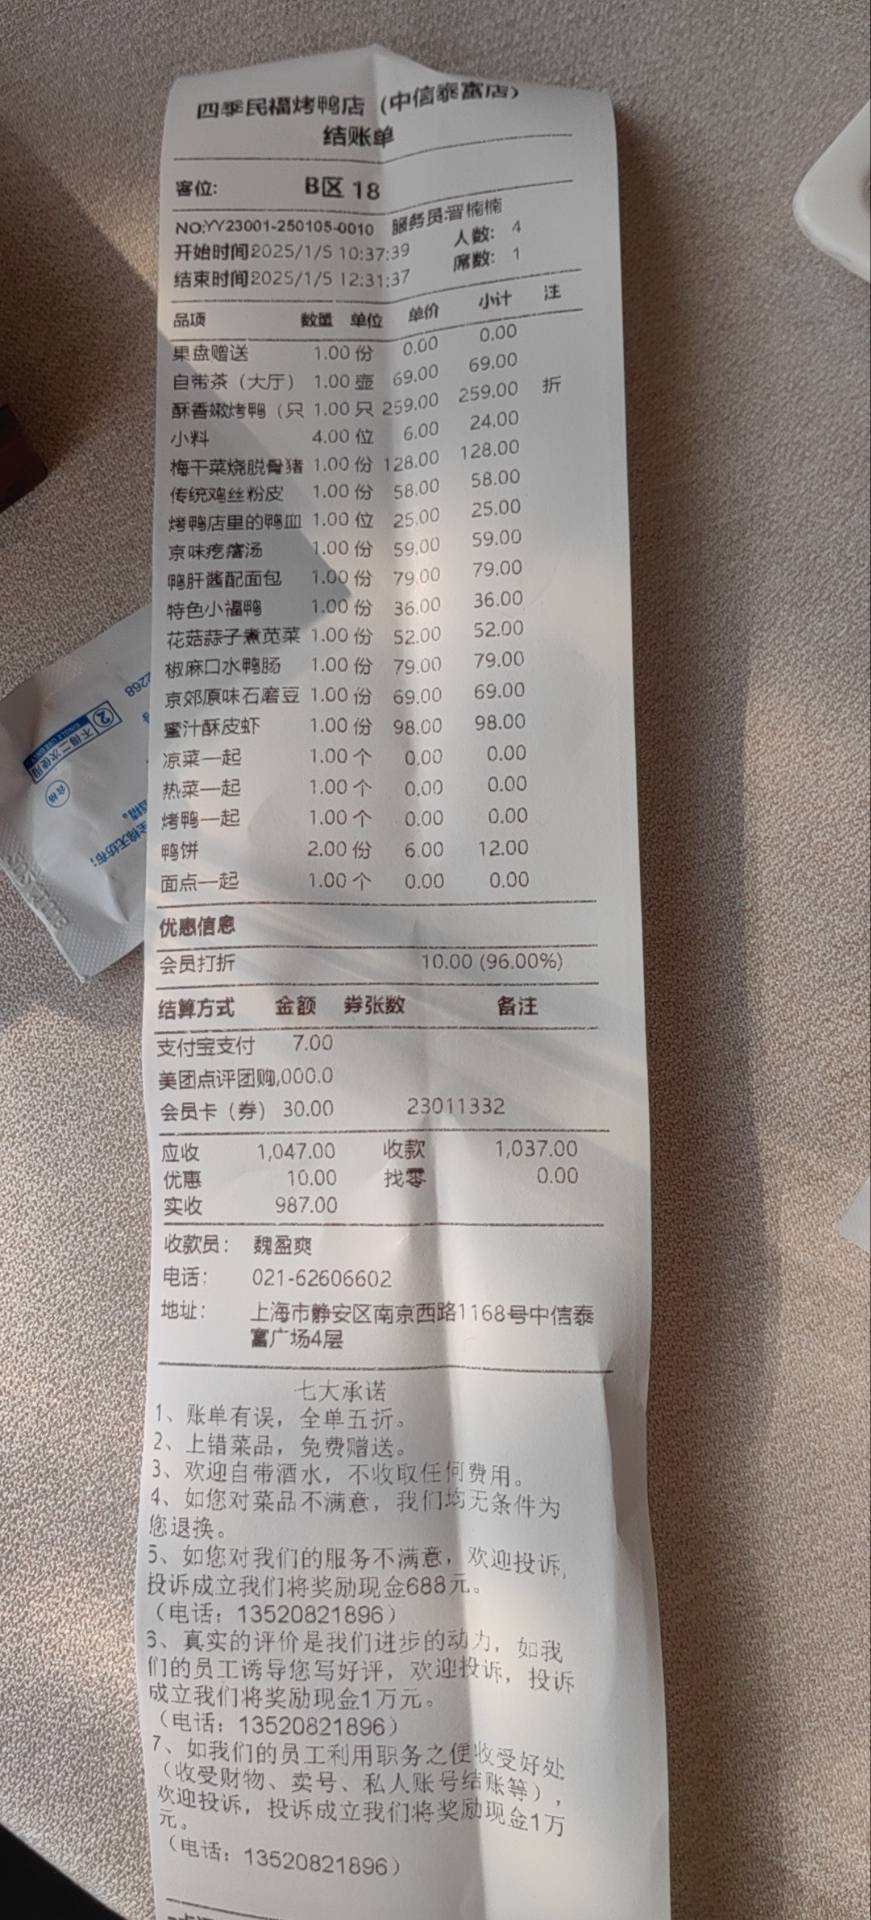 四季民福烤鸭店（中信泰富店）
结账单
客位: B区 18
NO:YY23001-250105-0010 服务员:晋楠楠
开始时间2025/1/5 10:37:39 人数: 4
结束时间2025/1/5 12:31:37 席数: 1
品项 数量 单位 单价 小计 注
果盘赠送 1.00 份 0.00 0.00
自带茶（大厅） 1.00 壶 69.00 69.00
酥香嫩烤鸭（只 1.00 只 259.00 259.00 折
小料 4.00 位 6.00 24.00
梅干菜烧脱骨猪 1.00 份 128.00 128.00
传统鸡丝粉皮 1.00 份 58.00 58.00
烤鸭店里的鸭血 1.00 位 25.00 25.00
京味疙瘩汤 1.00 份 59.00 59.00
鸭肝酱配面包 1.00 份 79.00 79.00
特色小福鸭 1.00 份 36.00 36.00
花菇蒜子煮苋菜 1.00 份 52.00 52.00
椒麻口水鸭肠 1.00 份 79.00 79.00
京郊原味石磨豆 1.00 份 69.00 69.00
蜜汁酥皮虾 1.00 份 98.00 98.00
凉菜一起 1.00 个 0.00 0.00
热菜一起 1.00 个 0.00 0.00
烤鸭一起 1.00 个 0.00 0.00
鸭饼 2.00 份 6.00 12.00
面点一起 1.00 个 0.00 0.00
优惠信息
会员打折 10.00 (96.00%)
结算方式 金额 券张数 备注
支付宝支付 7.00
美团点评团购,000.0
会员卡（券） 30.00 23011332
应收 1,047.00 收款 1,037.00
优惠 10.00 找零 0.00
实收 987.00
收款员: 魏盈爽
电话: 021-62606602
地址: 上海市静安区南京西路1168号中信泰
富广场4层
七大承诺
1、账单有误，全单五折。
2、上错菜品，免费赠送。
3、欢迎自带酒水，不收取任何费用。
4、如您对菜品不满意，我们均无条件为
您退换。
5、如您对我们的服务不满意，欢迎投诉,
投诉成立我们将奖励现金688元。
（电话：13520821896）
6、真实的评价是我们进步的动力，如我
们的员工诱导您写好评，欢迎投诉，投诉
成立我们将奖励现金1万元。
（电话：13520821896）
7、如我们的员工利用职务之便收受好处
（收受财物、卖号、私人账号结账等），
欢迎投诉，投诉成立我们将奖励现金1万
元。
（电话：13520821896）
2268
② 不得二次使用
合格